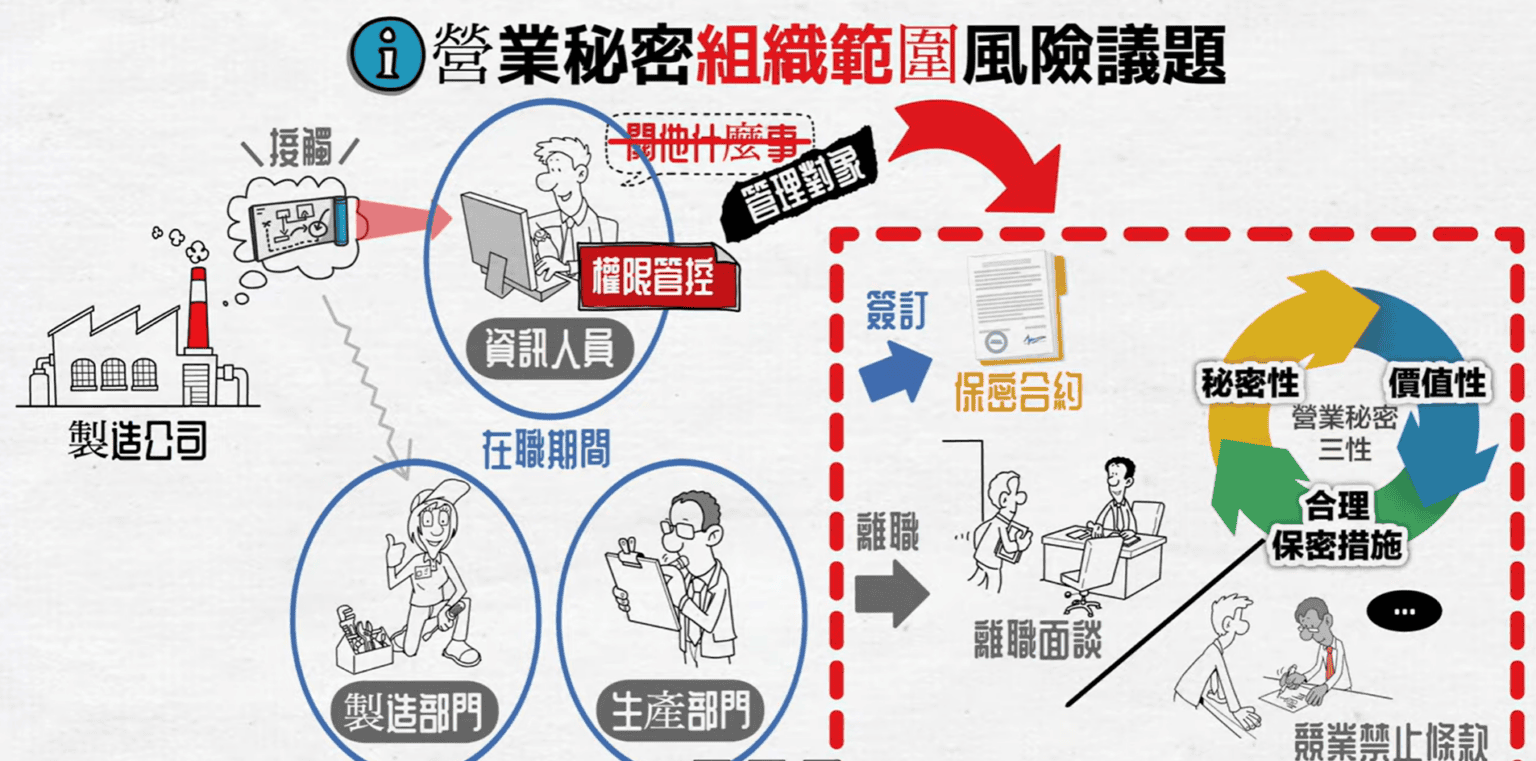 i 營業秘密組織範圍風險議題
接觸
關他什麼事
管理對象
權限管控
資訊人員
製造公司
在職期間
製造部門
生產部門
簽訂
保密合約
秘密性
價值性
營業秘密
三性
合理
保密措施
離職
離職面談
...
競業禁止條款